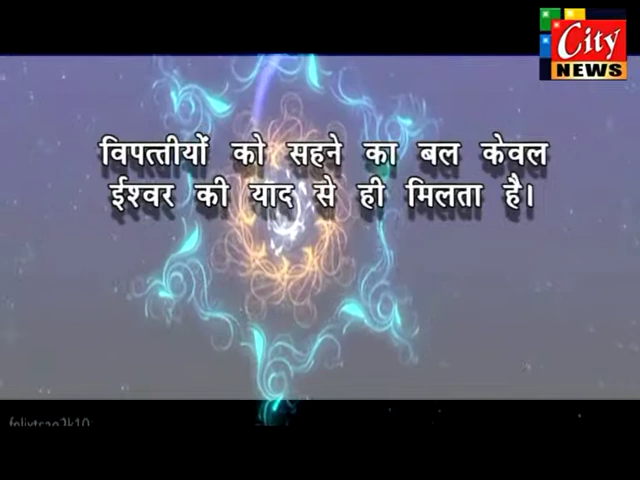 City
NEWS
विपत्तीयों को सहने का बल केवल
ईश्वर की याद से ही मिलता है।